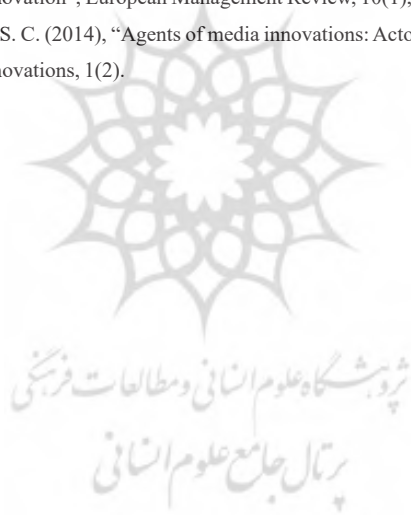 novation", European Management Review, 10(1),
S. C. (2014), "Agents of media innovations: Acto
novations, 1(2).
پژوهشگاه علوم انسانی و مطالعات فرهنگی
پرتال جامع علوم انسانی